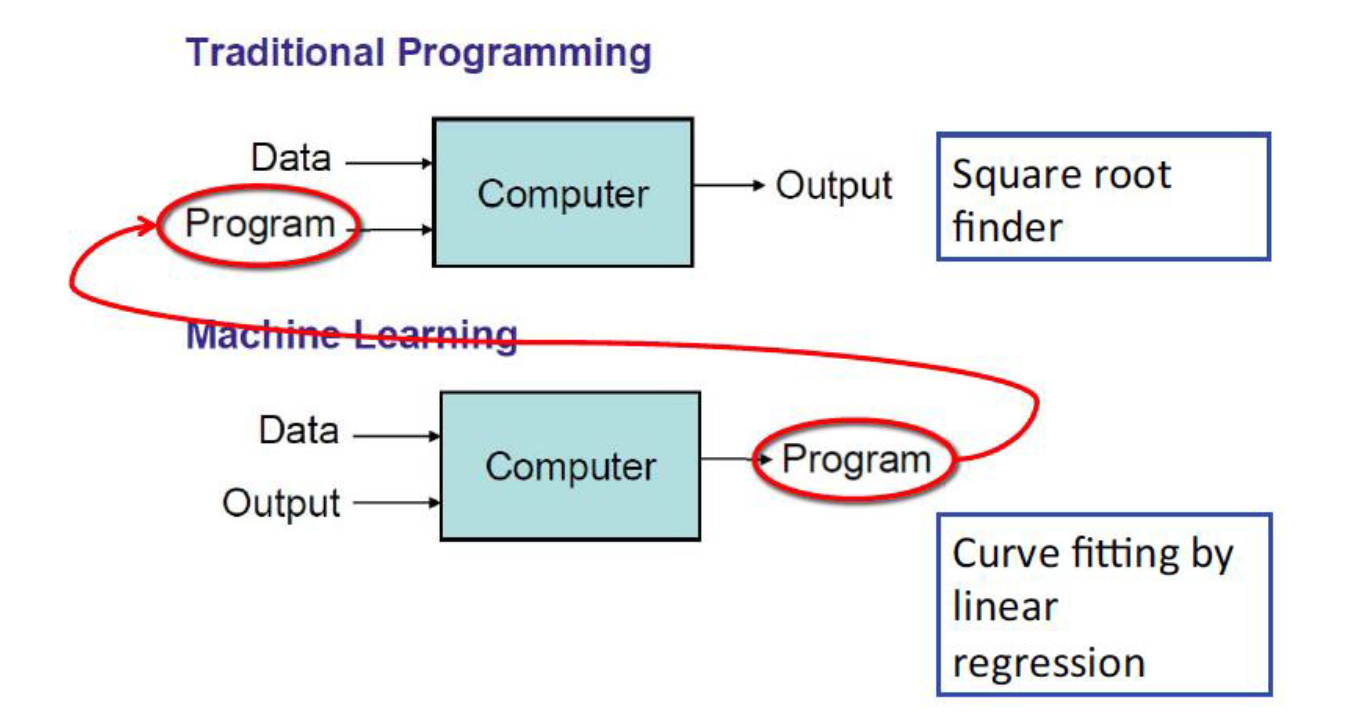 Traditional Programming
Data
Program
Computer
Output
Square root
finder
Machine Learning
Data
Output
Computer
Program
Curve fitting by
linear
regression